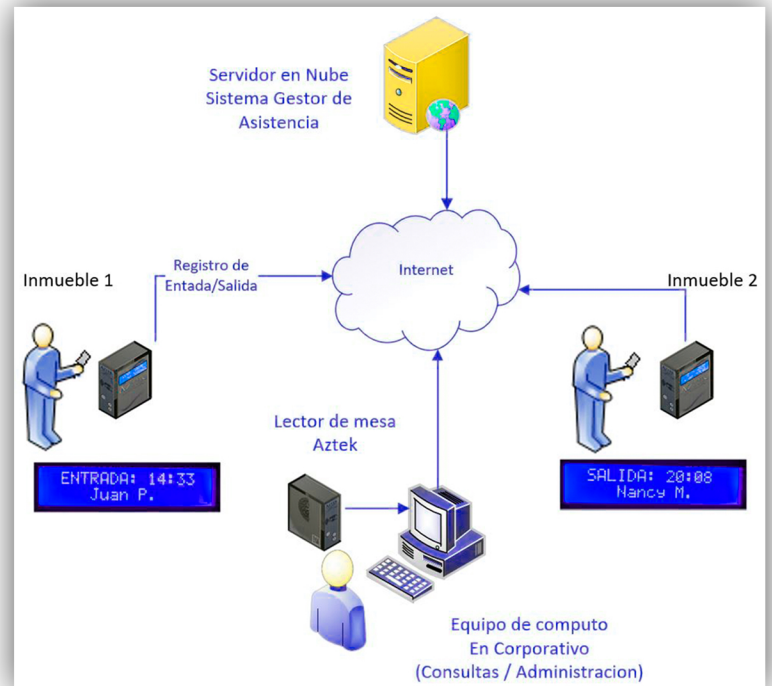 Servidor en Nube
Sistema Gestor de
Asistencia
Internet
Inmueble 1
Registro de
Entada/Salida
Inmueble 2
ENTRADA: 14:33
Juan P.
SALIDA: 20:08
Nancy M.
Lector de mesa
Aztek
Equipo de computo
En Corporativo
(Consultas / Administracion)